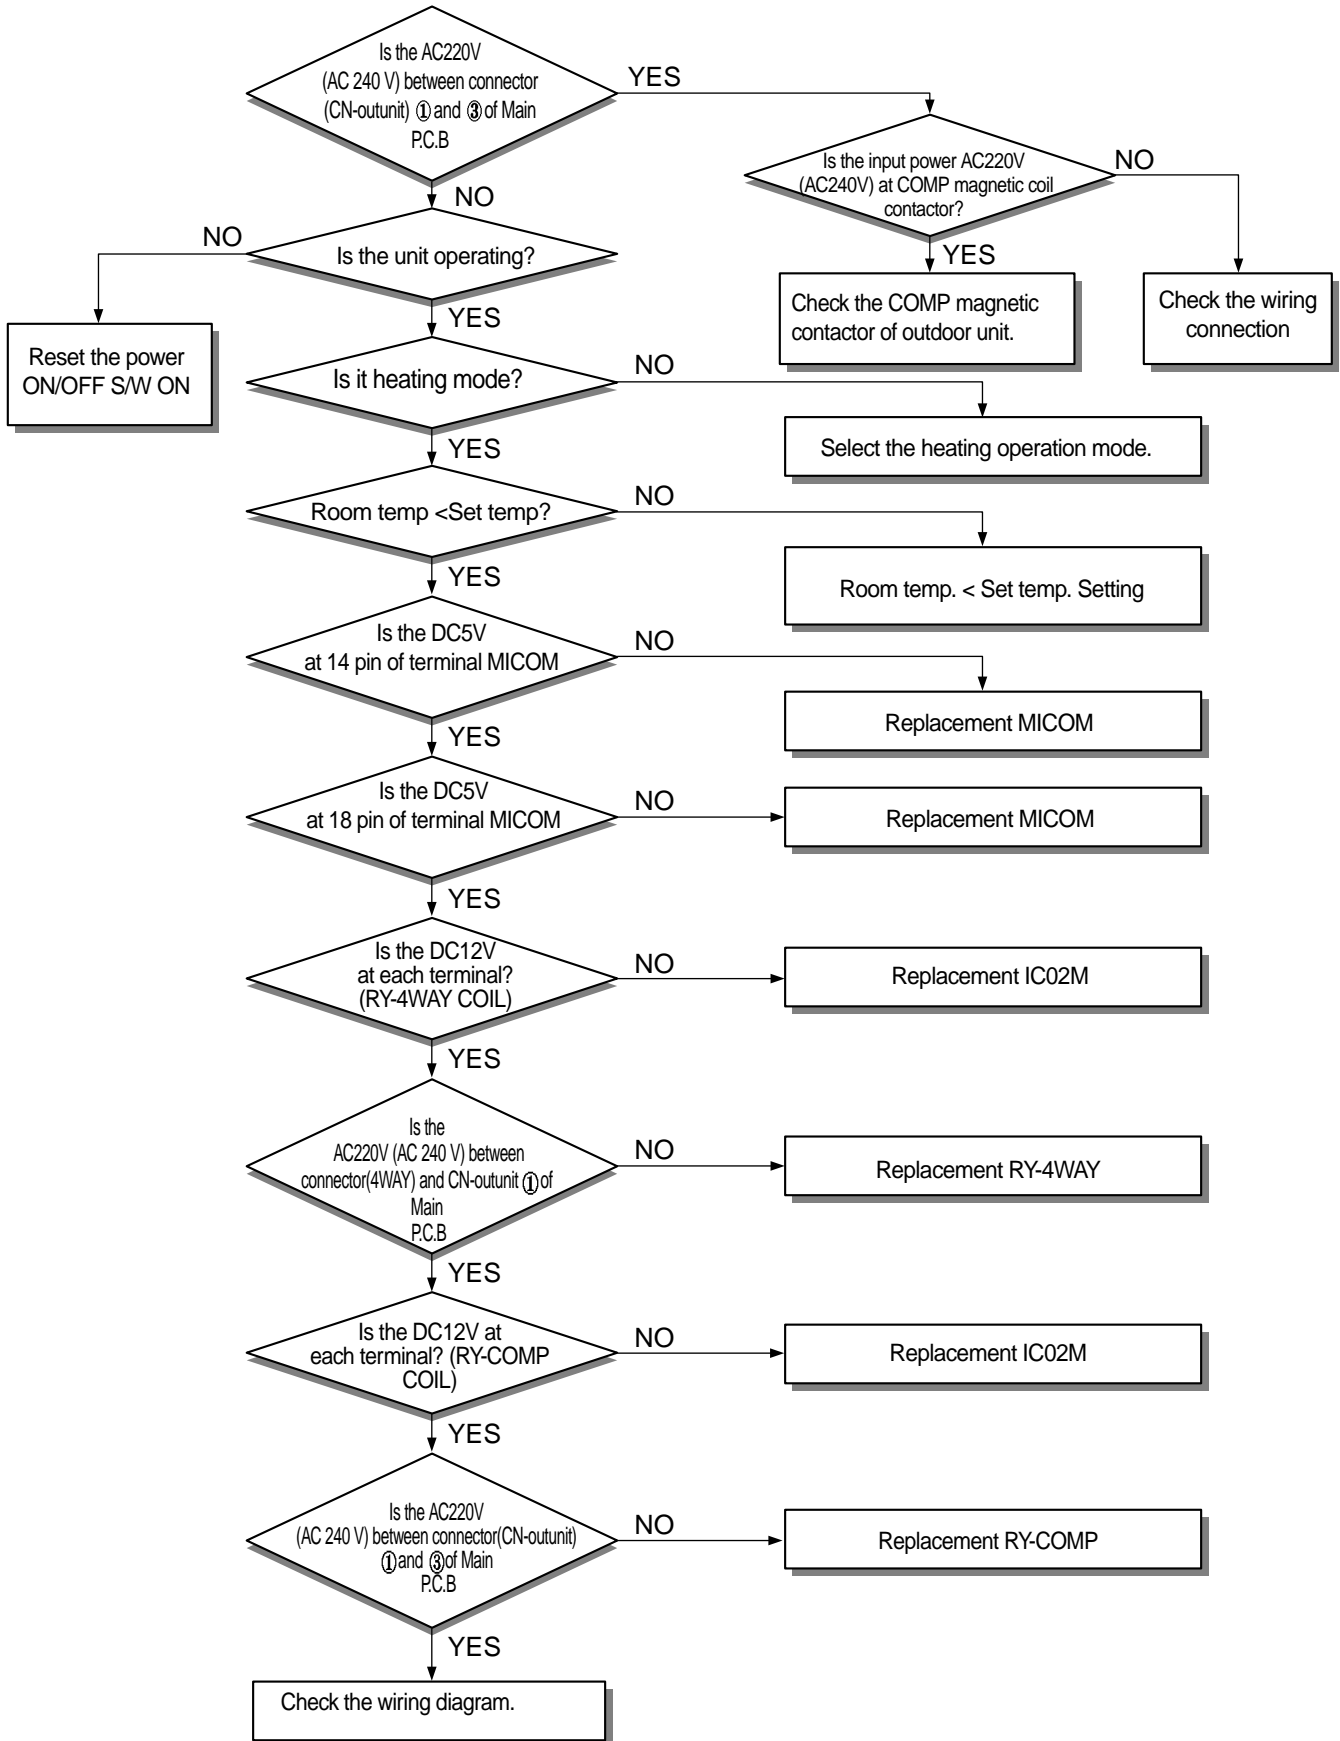 Is the AC220V
(AC 240 V) between connector
(CN-outunit) ① and ③ of Main
P.C.B
YES
Is the input power AC220V
(AC240V) at COMP magnetic coil
contactor?
NO
NO
NO
Is the unit operating?
YES
YES
Check the COMP magnetic
contactor of outdoor unit.
Check the wiring
connection
Reset the power
ON/OFF S/W ON
Is it heating mode?
NO
YES
Select the heating operation mode.
Room temp <Set temp?
NO
YES
Room temp. < Set temp. Setting
Is the DC5V
at 14 pin of terminal MICOM
NO
YES
Replacement MICOM
Is the DC5V
at 18 pin of terminal MICOM
NO
Replacement MICOM
YES
Is the DC12V
at each terminal?
(RY-4WAY COIL)
NO
Replacement IC02M
YES
Is the
AC220V (AC 240 V) between
connector(4WAY) and CN-outunit ① of
Main
P.C.B
NO
Replacement RY-4WAY
YES
Is the DC12V at
each terminal? (RY-COMP
COIL)
NO
Replacement IC02M
YES
Is the AC220V
(AC 240 V) between connector(CN-outunit)
① and ③ of Main
P.C.B
NO
Replacement RY-COMP
YES
Check the wiring diagram.